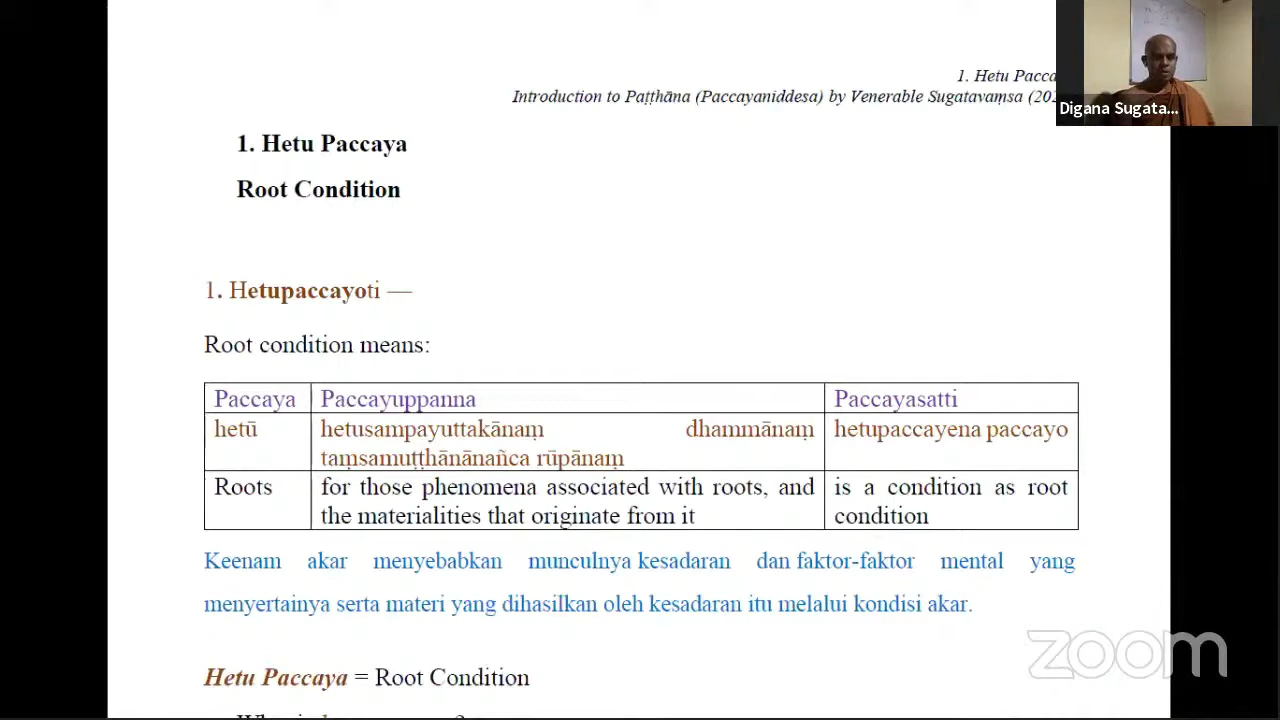 1. Hetu Pacca
Introduction to Paṭṭhāna (Paccayaniddesa) by Venerable Sugatavaṃsa (20
Digana Sugata...
1. Hetu Paccaya
Root Condition
1. Hetupaccayoti —
Root condition means:
Paccaya Paccayuppanna Paccayasatti
hetū hetusampayuttakānaṃ dhammānaṃ hetupaccayena paccayo
taṃsamuṭṭhānānañca rūpānaṃ
Roots for those phenomena associated with roots, and is a condition as root
the materialities that originate from it condition
Keenam akar menyebabkan munculnya kesadaran dan faktor-faktor mental yang
menyertainya serta materi yang dihasilkan oleh kesadaran itu melalui kondisi akar.
zoom
Hetu Paccaya = Root Condition